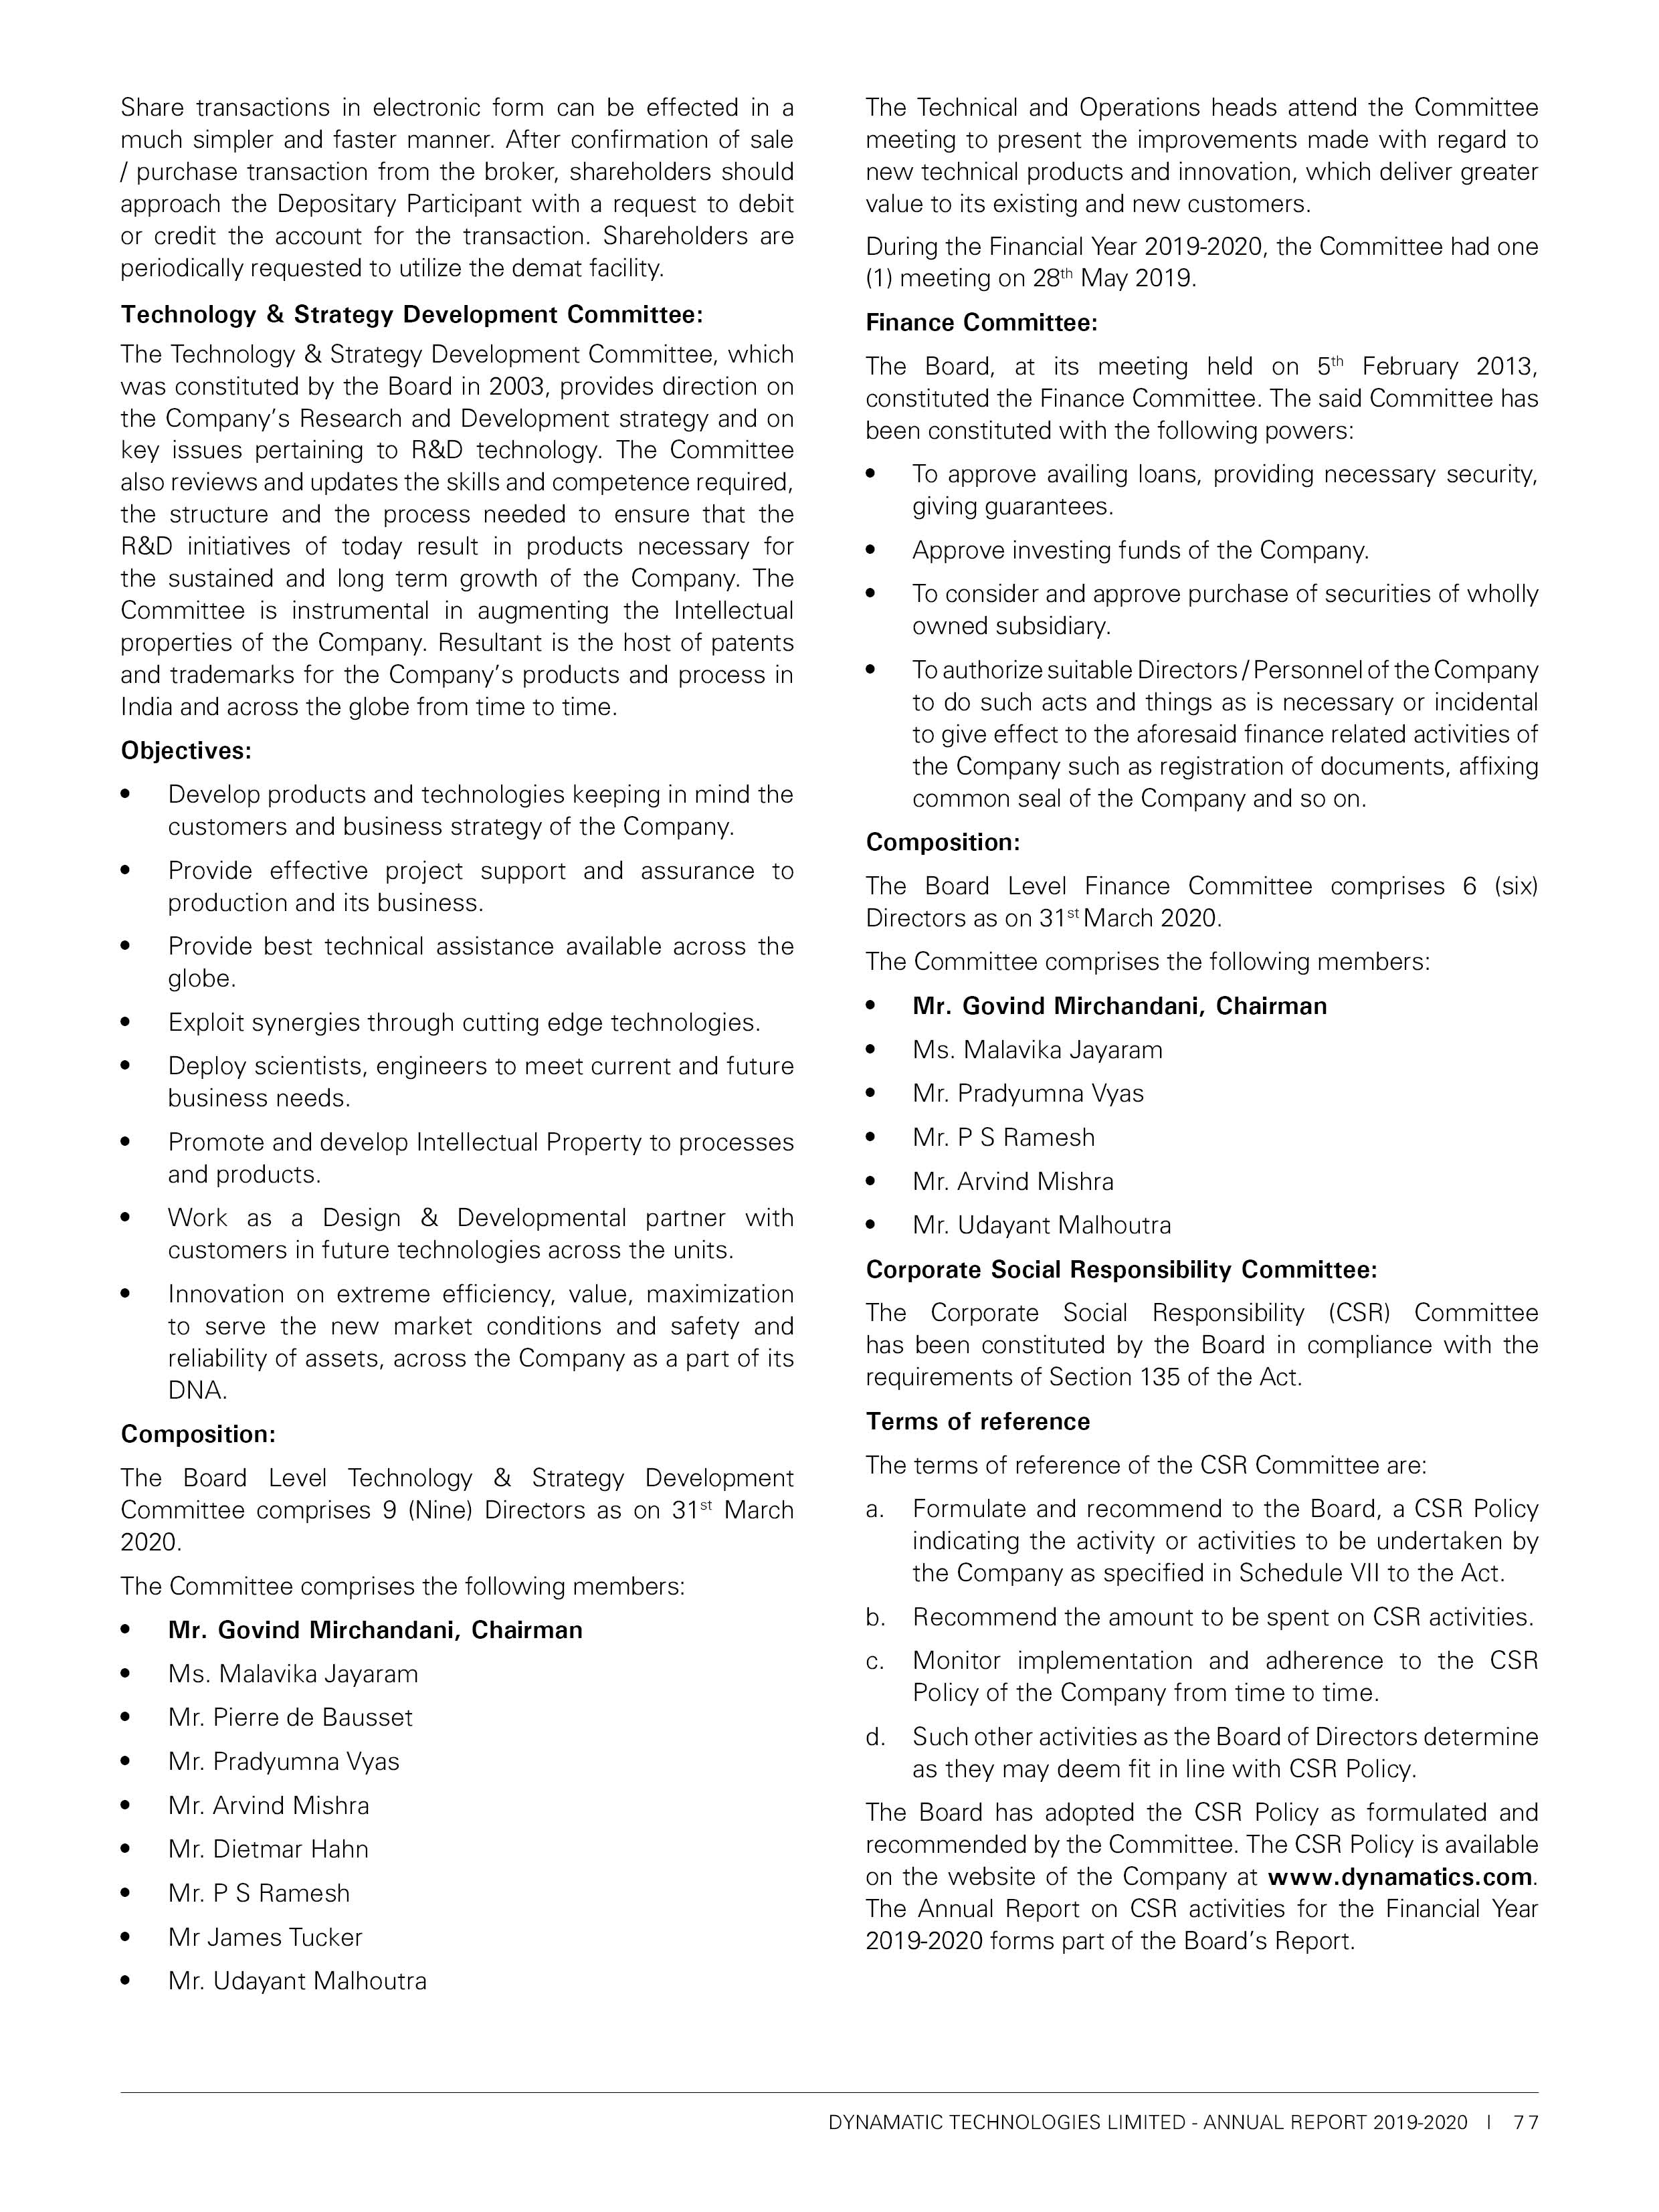 Share transactions in electronic form can be effected in a
much simpler and faster manner. After confirmation of sale
/ purchase transaction from the broker, shareholders should
approach the Depositary Participant with a request to debit
or credit the account for the transaction. Shareholders are
periodically requested to utilize the demat facility.
Technology & Strategy Development Committee:
The Technology & Strategy Development Committee, which
was constituted by the Board in 2003, provides direction on
the Company's Research and Development strategy and on
key issues pertaining to R&D technology. The Committee
also reviews and updates the skills and competence required,
the structure and the process needed to ensure that the
R&D initiatives of today result in products necessary for
the sustained and long term growth of the Company. The
Committee is instrumental in augmenting the Intellectual
properties of the Company. Resultant is the host of patents
and trademarks for the Company's products and process in
India and across the globe from time to time.
Objectives:
• Develop products and technologies keeping in mind the
customers and business strategy of the Company.
• Provide effective project support and assurance to
production and its business.
• Provide best technical assistance available across the
globe.
• Exploit synergies through cutting edge technologies.
• Deploy scientists, engineers to meet current and future
business needs.
• Promote and develop Intellectual Property to processes
and products.
• Work as a Design & Developmental partner with
customers in future technologies across the units.
• Innovation on extreme efficiency, value, maximization
to serve the new market conditions and safety and
reliability of assets, across the Company as a part of its
DNA.
Composition:
The Board Level Technology & Strategy Development
Committee comprises 9 (Nine) Directors as on 31st March
2020.
The Committee comprises the following members:
• Mr. Govind Mirchandani, Chairman
• Ms. Malavika Jayaram
• Mr. Pierre de Bausset
• Mr. Pradyumna Vyas
• Mr. Arvind Mishra
• Mr. Dietmar Hahn
• Mr. P S Ramesh
• Mr James Tucker
• Mr. Udayant Malhoutra
The Technical and Operations heads attend the Committee
meeting to present the improvements made with regard to
new technical products and innovation, which deliver greater
value to its existing and new customers.
During the Financial Year 2019-2020, the Committee had one
(1) meeting on 28th May 2019.
Finance Committee:
The Board, at its meeting held on 5th February 2013,
constituted the Finance Committee. The said Committee has
been constituted with the following powers:
• To approve availing loans, providing necessary security,
giving guarantees.
• Approve investing funds of the Company.
• To consider and approve purchase of securities of wholly
owned subsidiary.
• To authorize suitable Directors / Personnel of the Company
to do such acts and things as is necessary or incidental
to give effect to the aforesaid finance related activities of
the Company such as registration of documents, affixing
common seal of the Company and so on.
Composition:
The Board Level Finance Committee comprises 6 (six)
Directors as on 31st March 2020.
The Committee comprises the following members:
• Mr. Govind Mirchandani, Chairman
• Ms. Malavika Jayaram
• Mr. Pradyumna Vyas
• Mr. P S Ramesh
• Mr. Arvind Mishra
• Mr. Udayant Malhoutra
Corporate Social Responsibility Committee:
The Corporate Social Responsibility (CSR) Committee
has been constituted by the Board in compliance with the
requirements of Section 135 of the Act.
Terms of reference
The terms of reference of the CSR Committee are:
a. Formulate and recommend to the Board, a CSR Policy
indicating the activity or activities to be undertaken by
the Company as specified in Schedule VII to the Act.
b. Recommend the amount to be spent on CSR activities.
c. Monitor implementation and adherence to the CSR
Policy of the Company from time to time.
d. Such other activities as the Board of Directors determine
as they may deem fit in line with CSR Policy.
The Board has adopted the CSR Policy as formulated and
recommended by the Committee. The CSR Policy is available
on the website of the Company at www.dynamatics.com.
The Annual Report on CSR activities for the Financial Year
2019-2020 forms part of the Board's Report.
DYNAMATIC TECHNOLOGIES LIMITED - ANNUAL REPORT 2019-2020 | 77